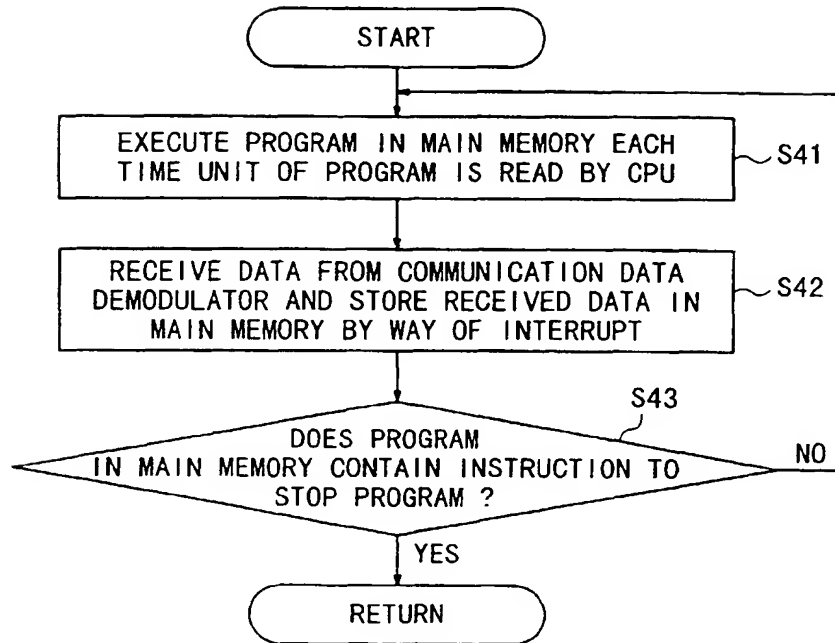 START
EXECUTE PROGRAM IN MAIN MEMORY EACH
TIME UNIT OF PROGRAM IS READ BY CPU
S41
RECEIVE DATA FROM COMMUNICATION DATA
DEMODULATOR AND STORE RECEIVED DATA IN
MAIN MEMORY BY WAY OF INTERRUPT
S42
S43
DOES PROGRAM
IN MAIN MEMORY CONTAIN INSTRUCTION TO
STOP PROGRAM ?
NO
YES
RETURN